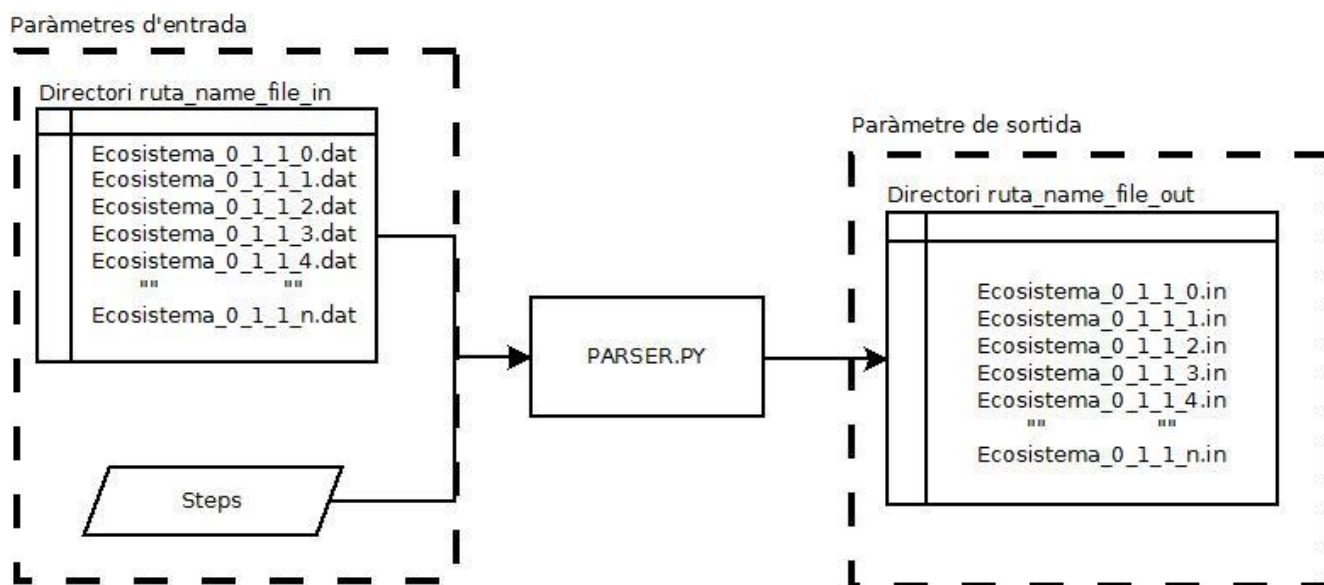 Paràmetres d'entrada
Directori ruta_name_file_in
Ecosistema_0_1_1_0.dat
Ecosistema_0_1_1_1.dat
Ecosistema_0_1_1_2.dat
Ecosistema_0_1_1_3.dat
Ecosistema_0_1_1_4.dat
"" ""
Ecosistema_0_1_1_n.dat
Steps
PARSER.PY
Paràmetre de sortida
Directori ruta_name_file_out
Ecosistema_0_1_1_0.in
Ecosistema_0_1_1_1.in
Ecosistema_0_1_1_2.in
Ecosistema_0_1_1_3.in
Ecosistema_0_1_1_4.in
"" ""
Ecosistema_0_1_1_n.in